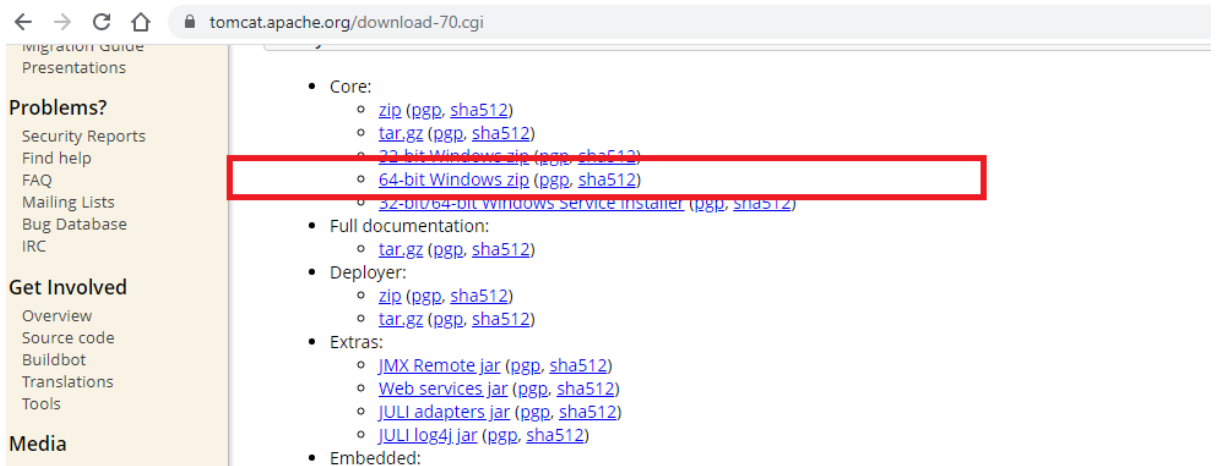 tomcat.apache.org/download-70.cgi
Migration Guide
Presentations
Problems?
Security Reports
Find help
FAQ
Mailing Lists
Bug Database
IRC
Get Involved
Overview
Source code
Buildbot
Translations
Tools
Media
Core:
zip (pgp, sha512)
tar.gz (pgp, sha512)
32-bit Windows zip (pgp, sha512)
64-bit Windows zip (pgp, sha512)
32-bit/64-bit Windows Service Installer (pgp, sha512)
Full documentation:
tar.gz (pgp, sha512)
Deployer:
zip (pgp, sha512)
tar.gz (pgp, sha512)
Extras:
JMX Remote jar (pgp, sha512)
Web services jar (pgp, sha512)
JULI adapters jar (pgp, sha512)
JULI log4j jar (pgp, sha512)
Embedded: